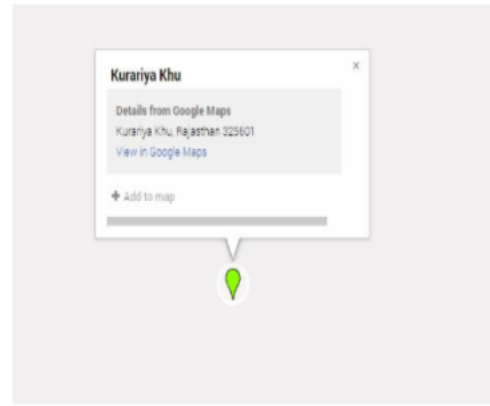 Kurariya Khu
×
Details from Google Maps
Kurariya Khu, Rajasthan 325601
View in Google Maps
+ Add to map